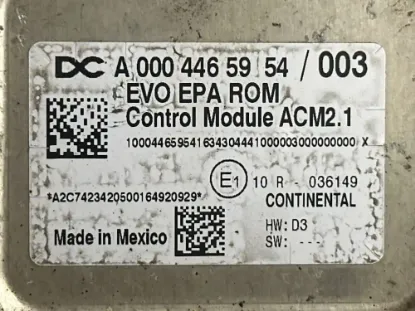 DC A 000 446 59 54 / 003
EVO EPA ROM
Control Module ACM2.1
100044659541634304441000003000000000 X
E1 10 R - 036149
*A2C7423420500164920929*
CONTINENTAL
Made in Mexico
HW: D3
SW: ---